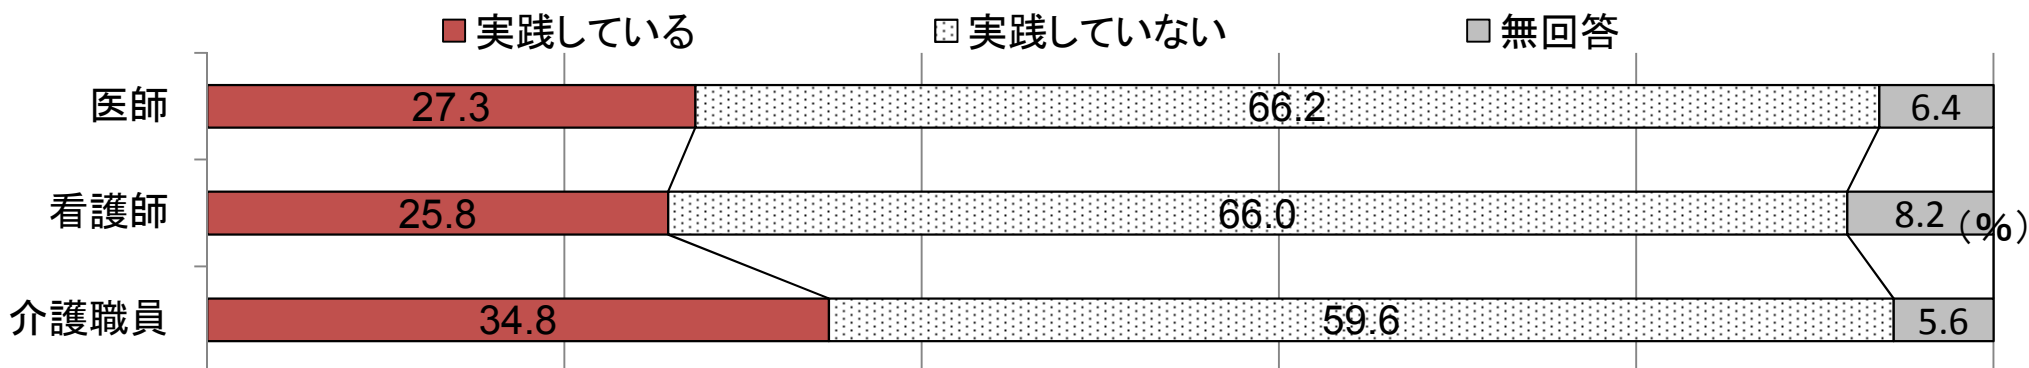 実践している 実践していない 無回答
医師 27.3 66.2 6.4
看護師 25.8 66.0 8.2 (%)
介護職員 34.8 59.6 5.6